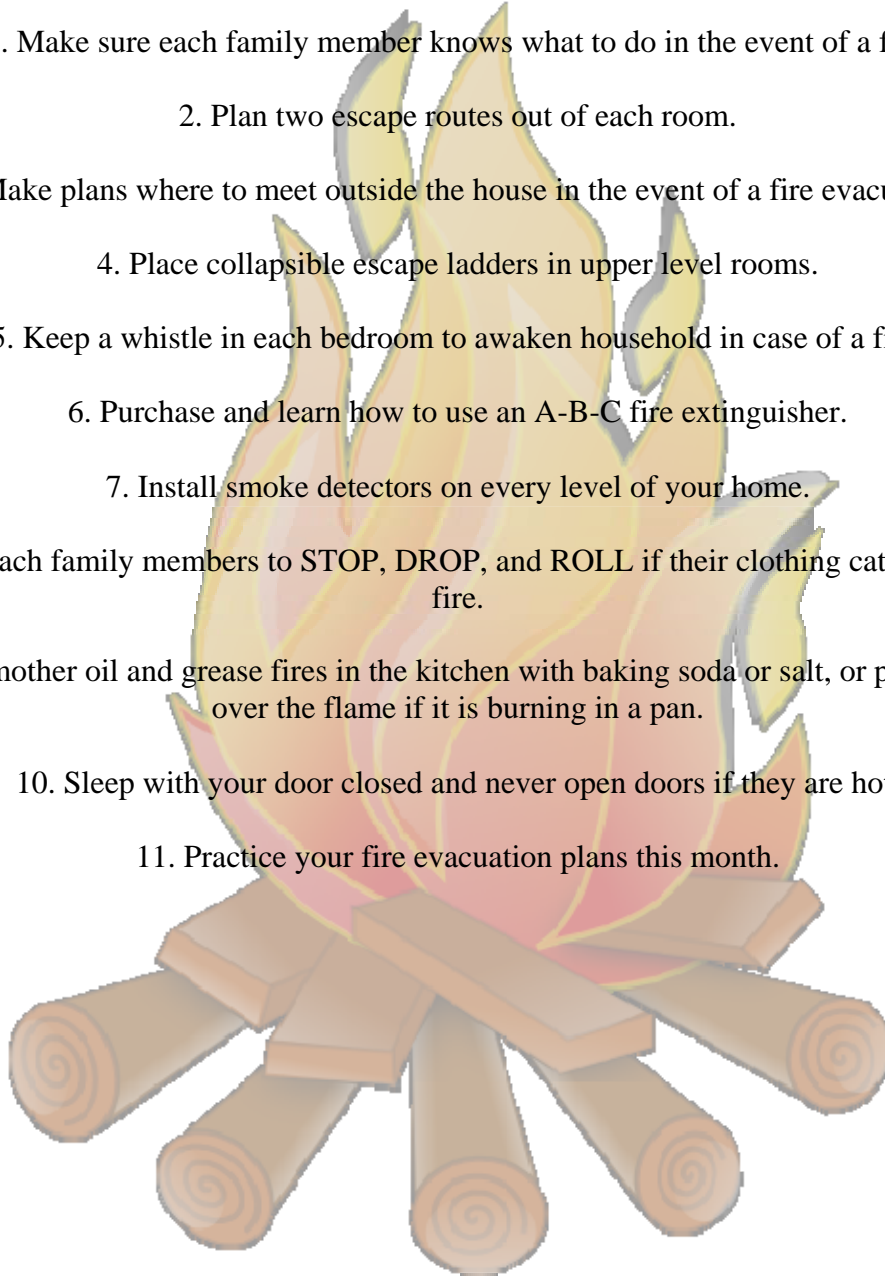 . Make sure each family member knows what to do in the event of a f
2. Plan two escape routes out of each room.
Make plans where to meet outside the house in the event of a fire evacu
4. Place collapsible escape ladders in upper level rooms.
5. Keep a whistle in each bedroom to awaken household in case of a fi
6. Purchase and learn how to use an A-B-C fire extinguisher.
7. Install smoke detectors on every level of your home.
ach family members to STOP, DROP, and ROLL if their clothing cat
fire.
mother oil and grease fires in the kitchen with baking soda or salt, or p
over the flame if it is burning in a pan.
10. Sleep with your door closed and never open doors if they are ho
11. Practice your fire evacuation plans this month.